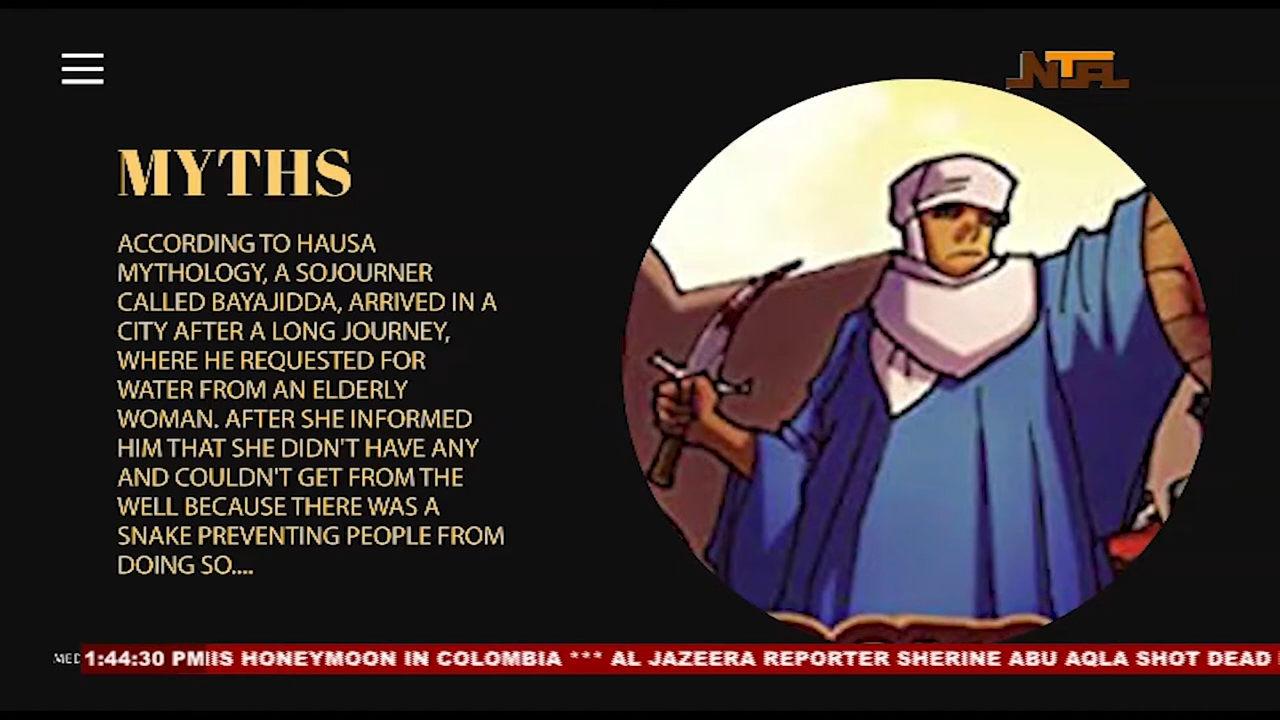 NTA
MYTHS
ACCORDING TO HAUSA
MYTHOLOGY, A SOJOURNER
CALLED BAYAJIDDA, ARRIVED IN A
CITY AFTER A LONG JOURNEY,
WHERE HE REQUESTED FOR
WATER FROM AN ELDERLY
WOMAN. AFTER SHE INFORMED
HIM THAT SHE DIDN'T HAVE ANY
AND COULDN'T GET FROM THE
WELL BECAUSE THERE WAS A
SNAKE PREVENTING PEOPLE FROM
DOING SO....
MED 1:44:30 PM IS HONEYMOON IN COLOMBIA *** AL JAZEERA REPORTER SHERINE ABU AQLA SHOT DEAD